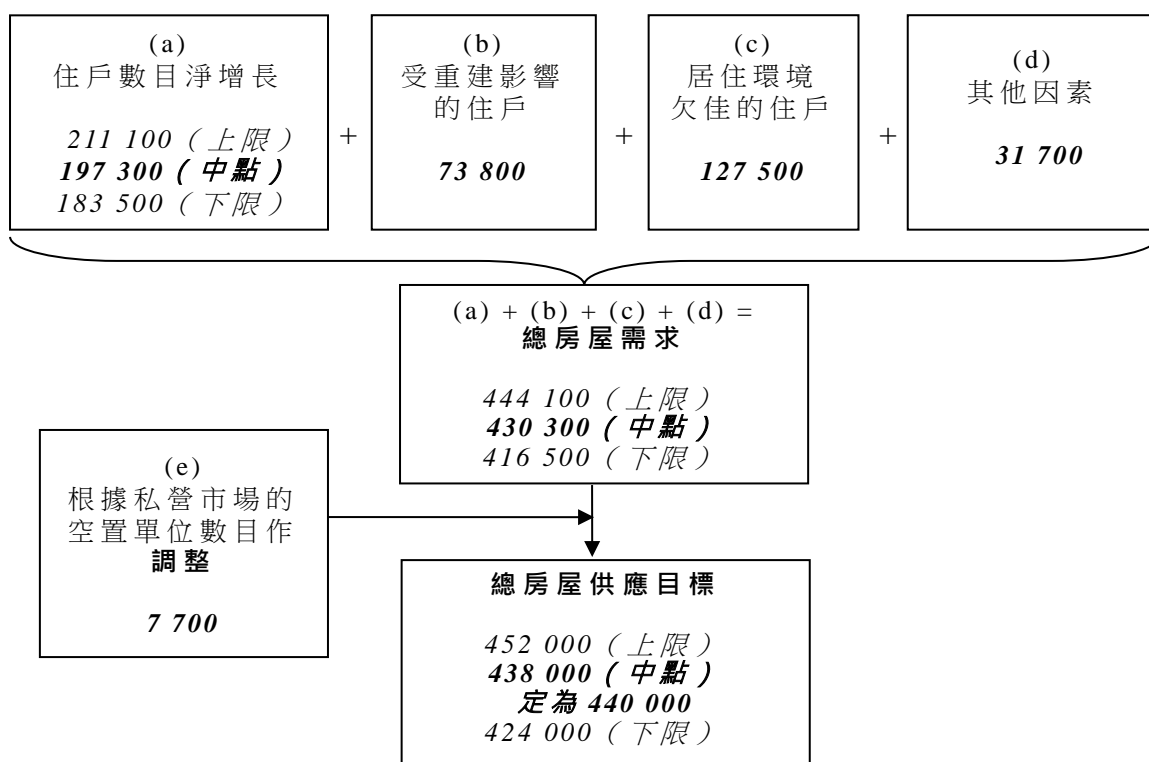 (a)
住戶數目淨增長
211 100（上限）
197 300（中點）
183 500（下限）
+
(b)
受重建影響
的住戶
73 800
+
(c)
居住環境
欠佳的住戶
127 500
+
(d)
其他因素
31 700
(a) + (b) + (c) + (d) =
總房屋需求
444 100（上限）
430 300（中點）
416 500（下限）
(e)
根據私營市場的
空置單位數目作
調整
7 700
總房屋供應目標
452 000（上限）
438 000（中點）
定為 440 000
424 000（下限）